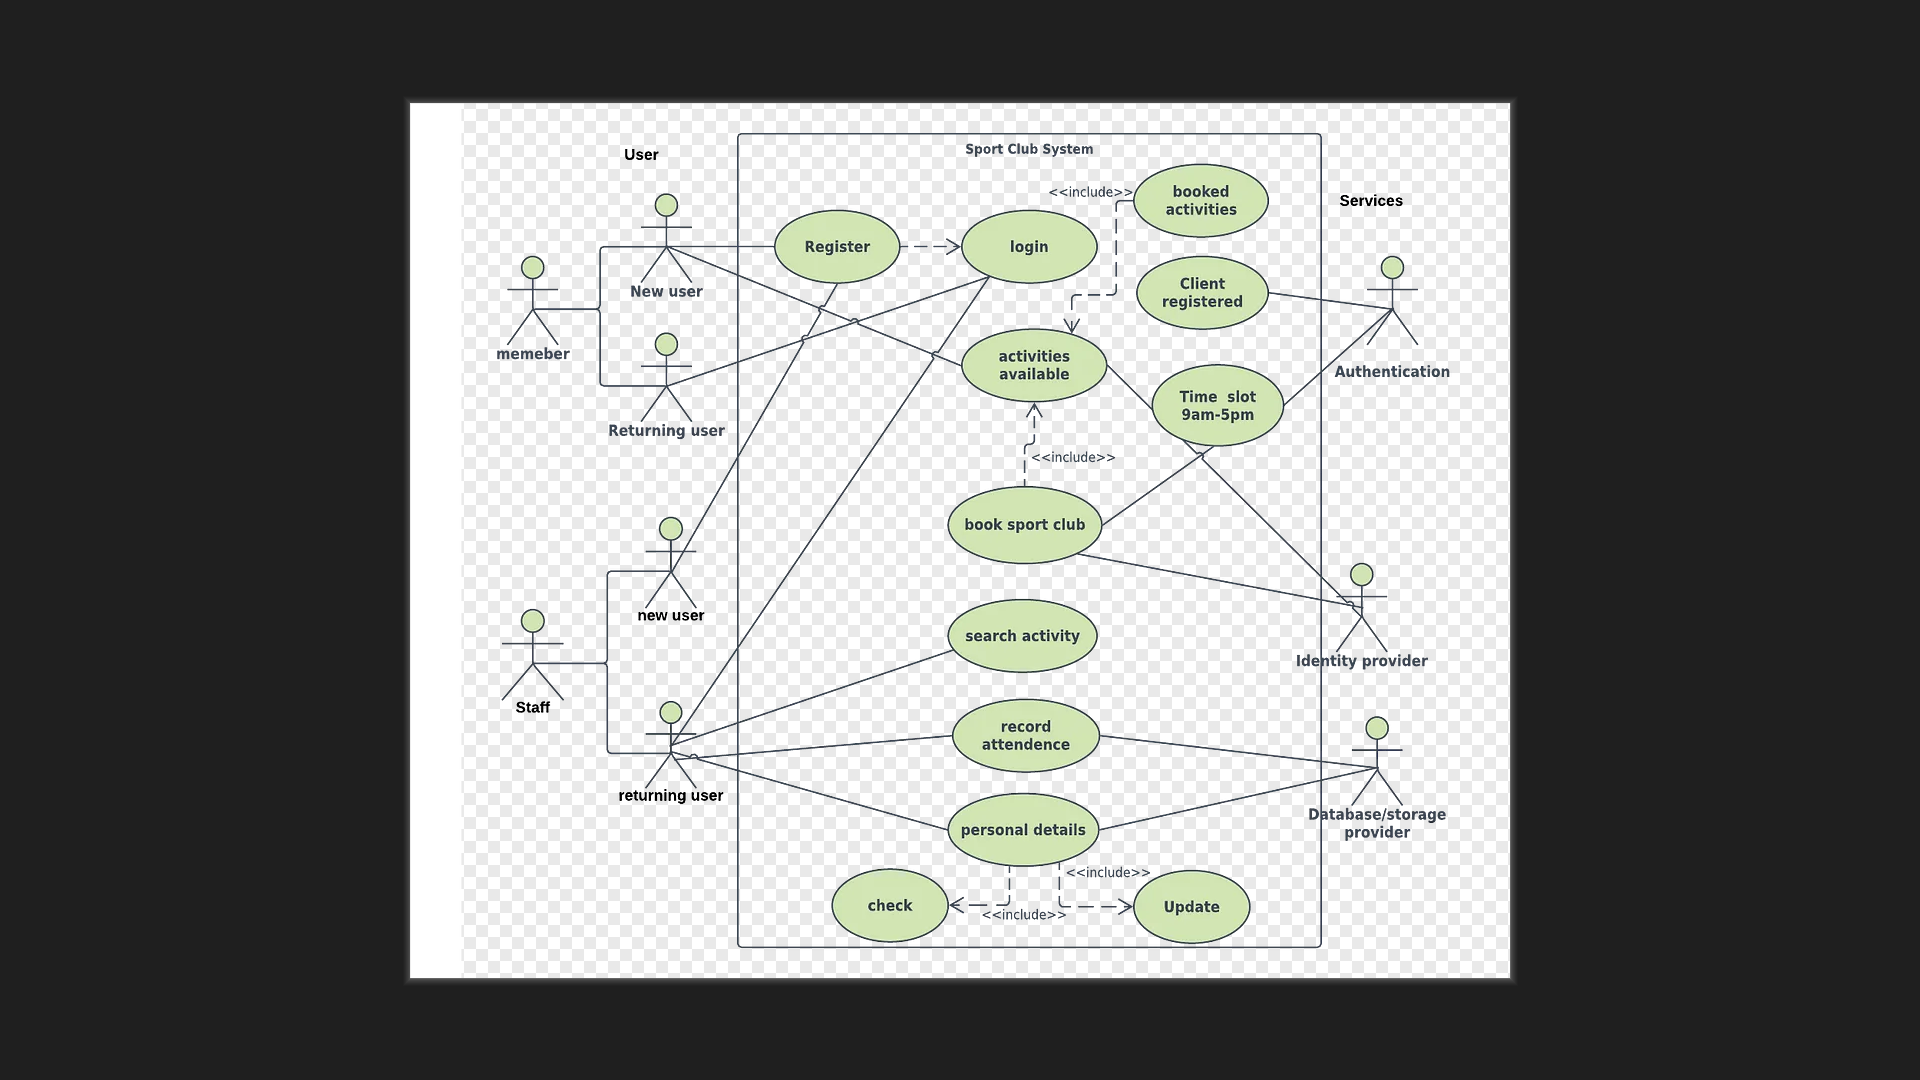 User
Sport Club System
Services
<<include>>
booked
activities
Register
login
Client
registered
New user
memeber
activities
available
Authentication
Time  slot
9am-5pm
Returning user
<<include>>
book sport club
new user
search activity
Identity provider
Staff
record
attendence
returning user
Database/storage
provider
personal details
<<include>>
check
<<include>>
Update